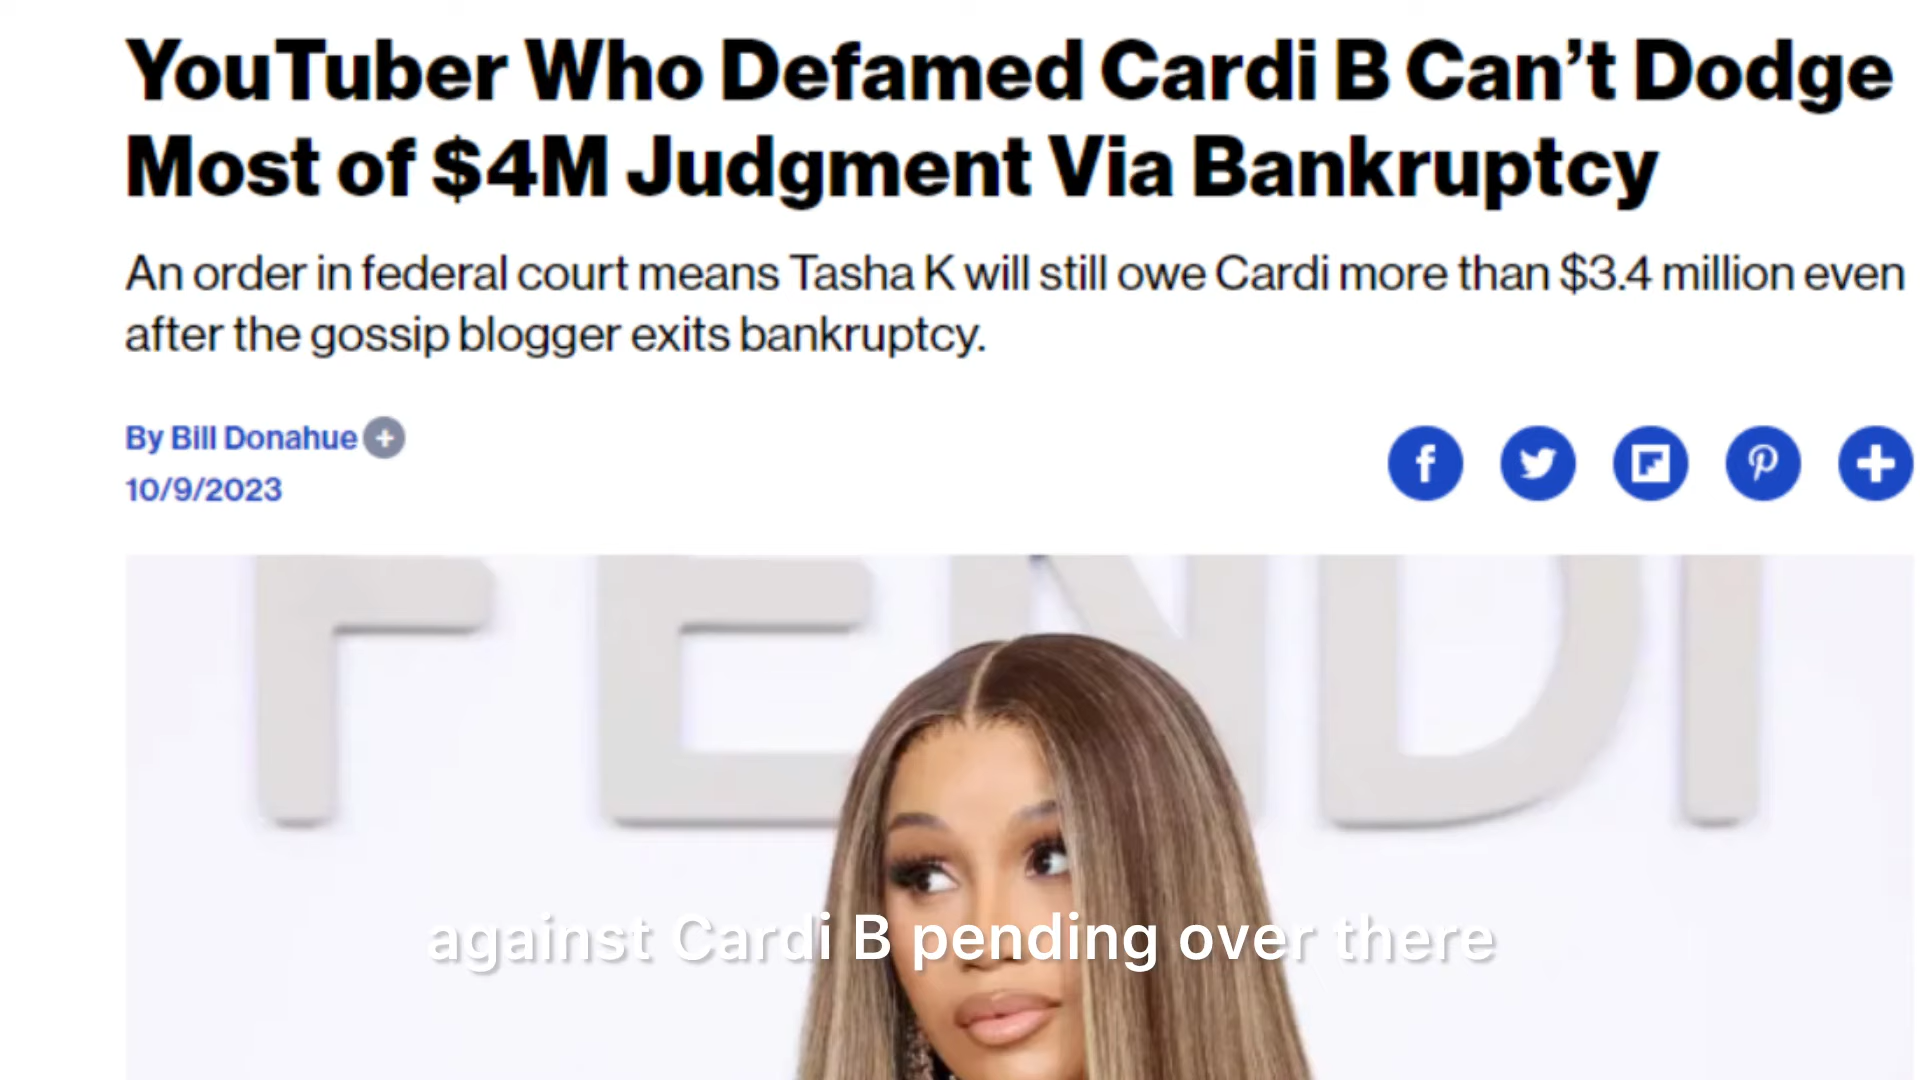 YouTuber Who Defamed Cardi B Can’t Dodge
Most of $4M Judgment Via Bankruptcy
An order in federal court means Tasha K will still owe Cardi more than $3.4 million even
after the gossip blogger exits bankruptcy.
By Bill Donahue
10/9/2023
FENDI
against Cardi B pending over there